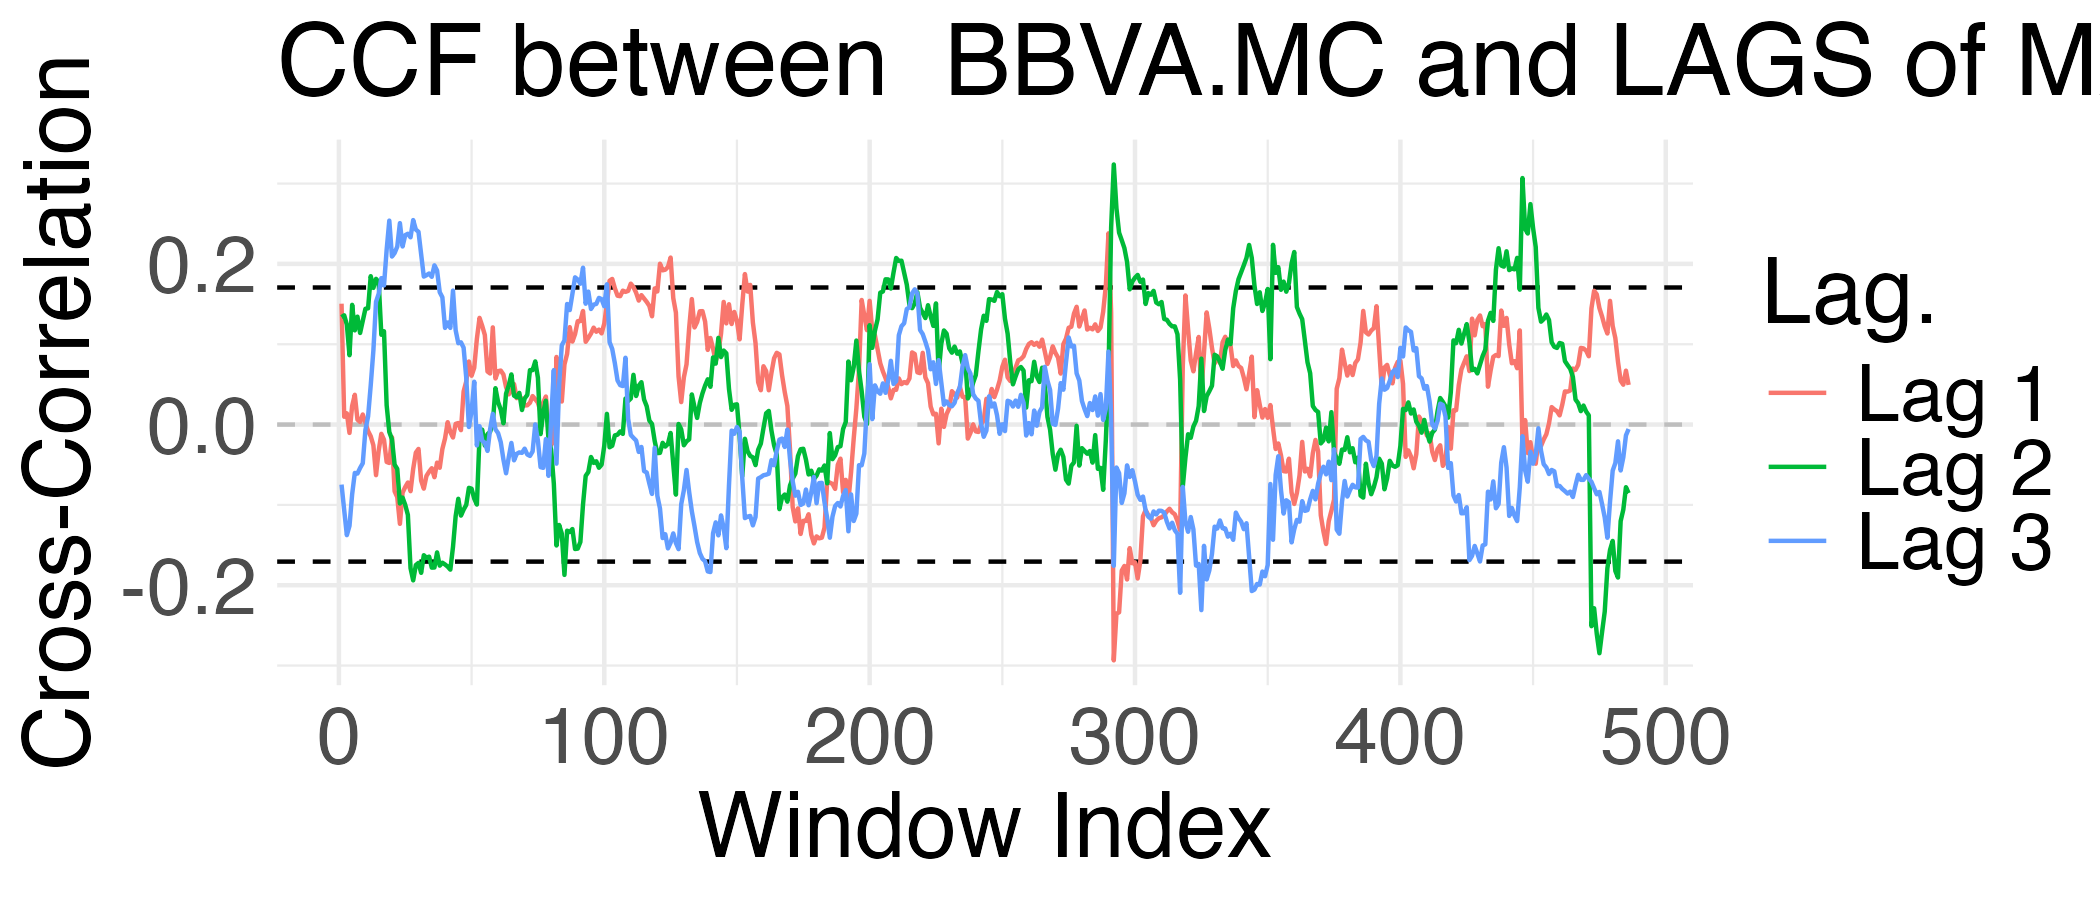 CCF between  BBVA.MC and LAGS of M
Cross-Correlation
0.2
0.0
-0.2
0 100 200 300 400 500
Window Index
Lag.
Lag 1
Lag 2
Lag 3